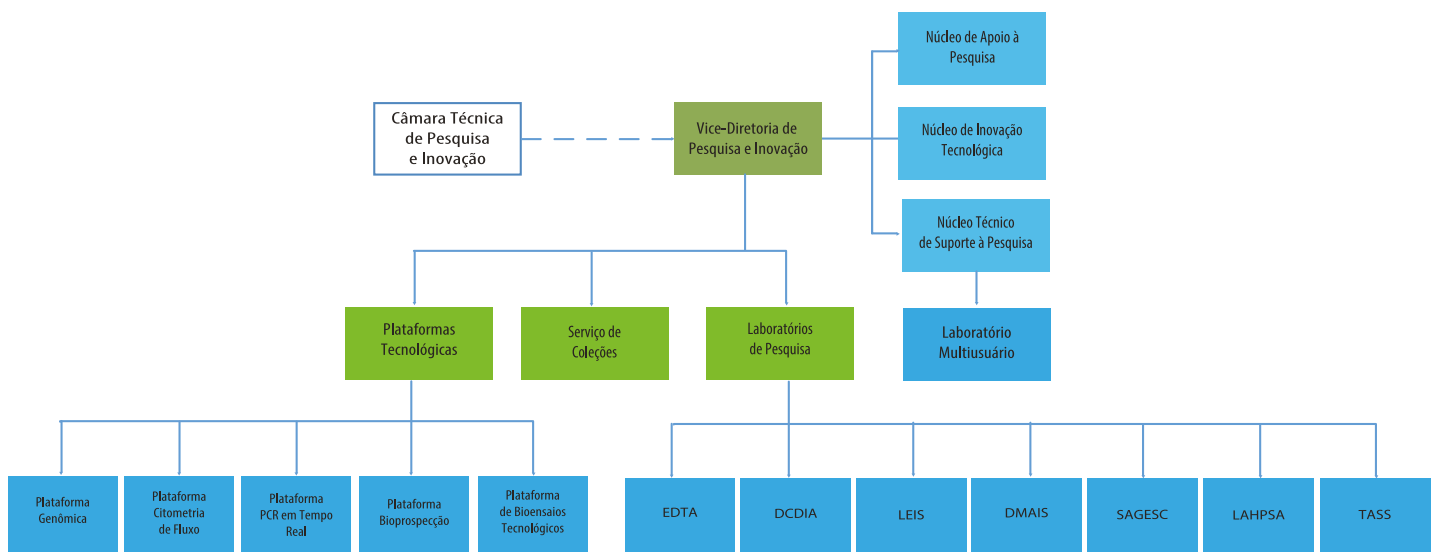 Núcleo de Apoio à
Pesquisa
Câmara Técnica
de Pesquisa
e Inovação
Vice-Diretoria de
Pesquisa e Inovação
Núcleo de Inovação
Tecnológica
Núcleo Técnico
de Suporte à Pesquisa
Plataformas
Tecnológicas
Serviço de
Coleções
Laboratórios
de Pesquisa
Laboratório
Multiusuário
Plataforma
Genômica
Plataforma
Citometria
de Fluxo
Plataforma
PCR em Tempo
Real
Plataforma
Bioprospecção
Plataforma
de Bioensaios
Tecnológicos
EDTA
DCDIA
LEIS
DMAIS
SAGESC
LAHPSA
TASS